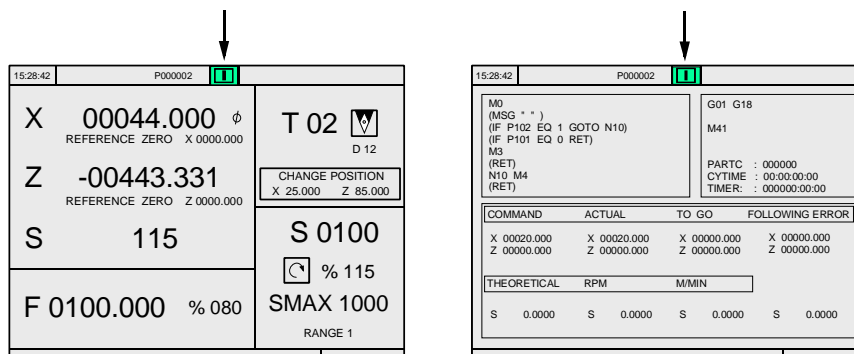 15:28:42 P000002
X 00044.000 ϕ
REFERENCE ZERO X 0000.000
Z -00443.331
REFERENCE ZERO Z 0000.000
S 115
F 0100.000 % 080
T 02
D 12
CHANGE POSITION
X 25.000 Z 85.000
S 0100
% 115
SMAX 1000
RANGE 1
15:28:42 P000002
M0
(MSG " " )
(IF P102 EQ 1 GOTO N10)
(IF P101 EQ 0 RET)
M3
(RET)
N10 M4
(RET)
G01 G18
M41
PARTC : 000000
CYTIME : 00:00:00:00
TIMER: : 000000:00:00
COMMAND ACTUAL TO GO FOLLOWING ERROR
X 00020.000 X 00020.000 X 00000.000 X 00000.000
Z 00000.000 Z 00000.000 Z 00000.000 Z 00000.000
THEORETICAL RPM M/MIN
S 0.0000 S 0.0000 S 0.0000 S 0.0000